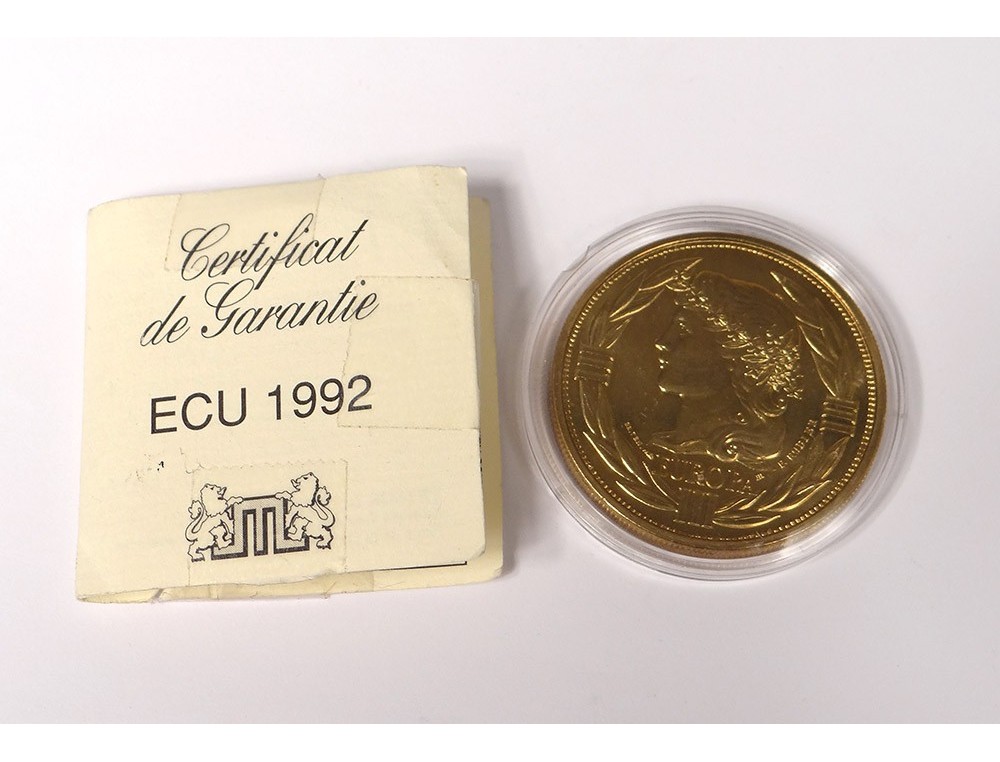 Certificat
de Garantie
ECU 1992
EUROPA